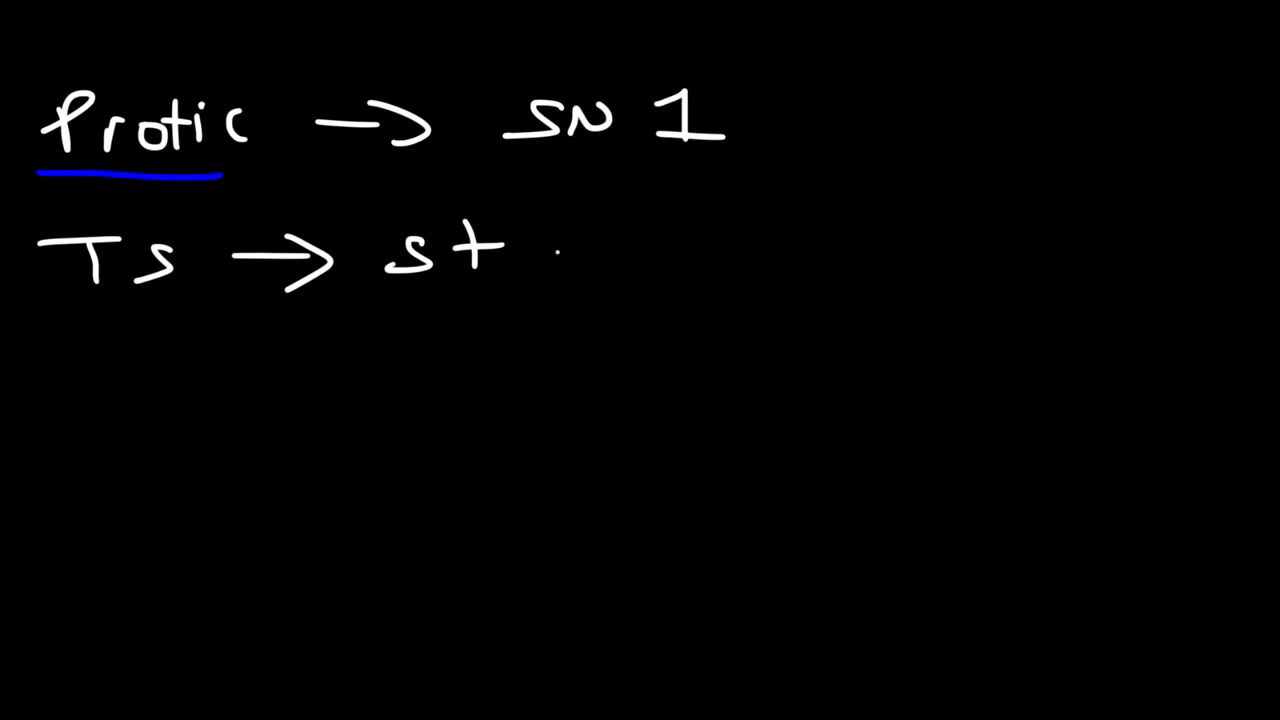 Protic → SN 1
Ts → st .